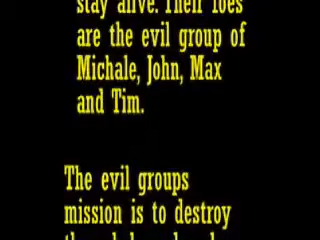 stay alive. Their foes
are the evil group of
Michale, John, Max
and Tim.
The evil groups
mission is to destroy